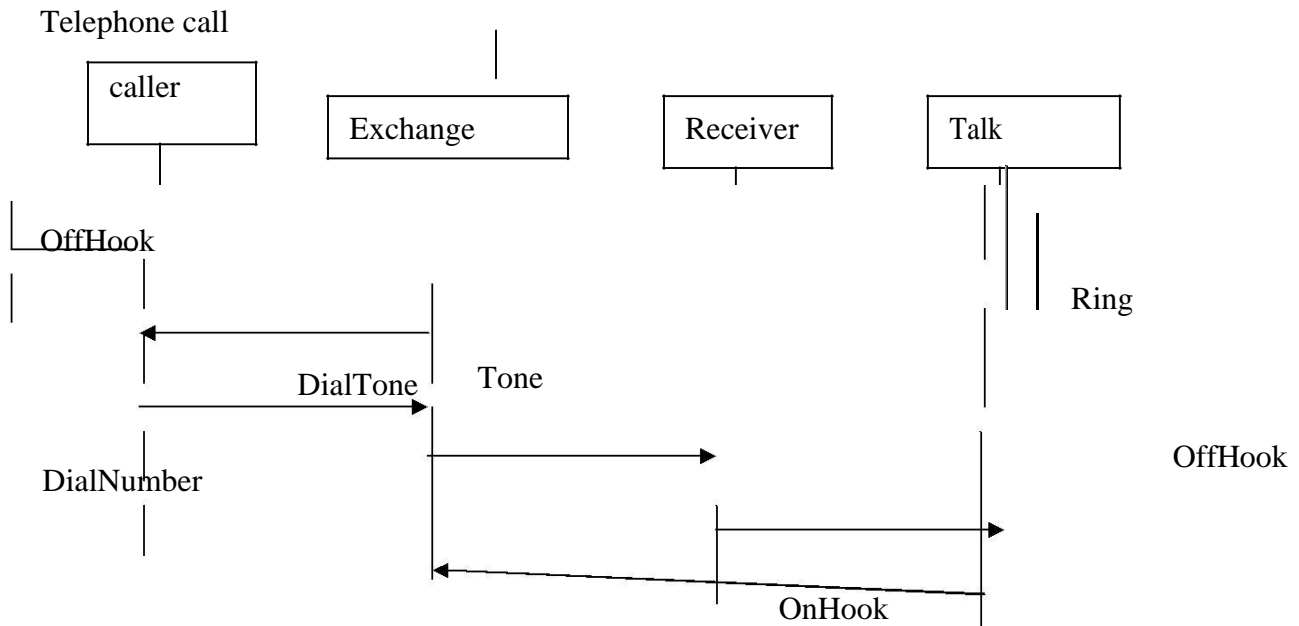 Telephone call
caller
Exchange
Receiver
Talk
OffHook
Ring
DialTone
Tone
OffHook
DialNumber
OnHook